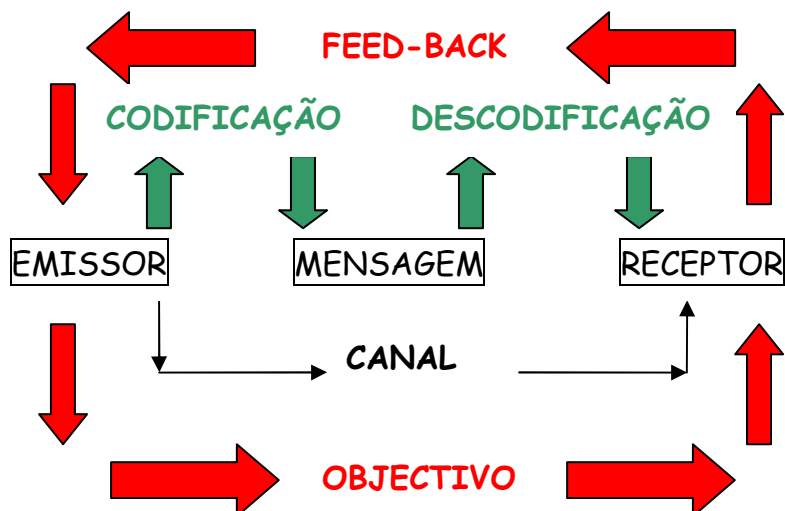 FEED-BACK
CODIFICAÇÃO DESCODIFICAÇÃO
EMISSOR MENSAGEM RECEPTOR
CANAL
OBJECTIVO